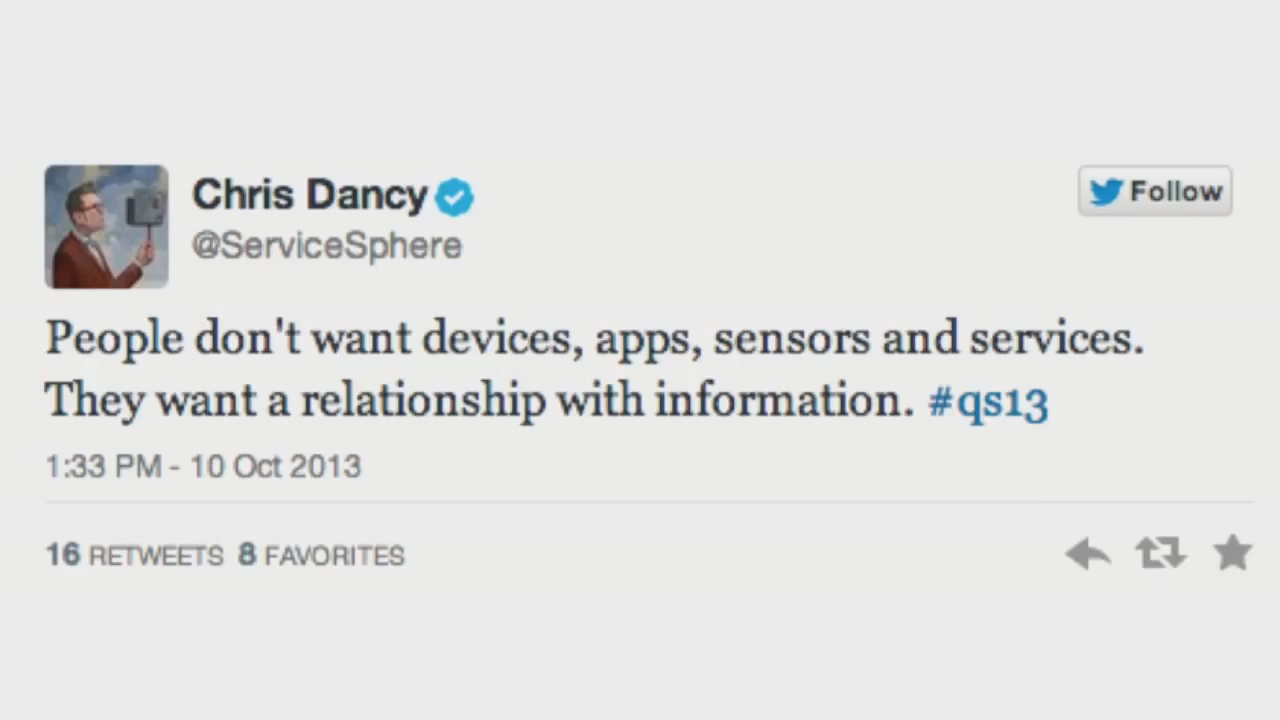 Chris Dancy
Follow
@ServiceSphere
People don't want devices, apps, sensors and services.
They want a relationship with information. #qs13
1:33 PM - 10 Oct 2013
16 RETWEETS 8 FAVORITES